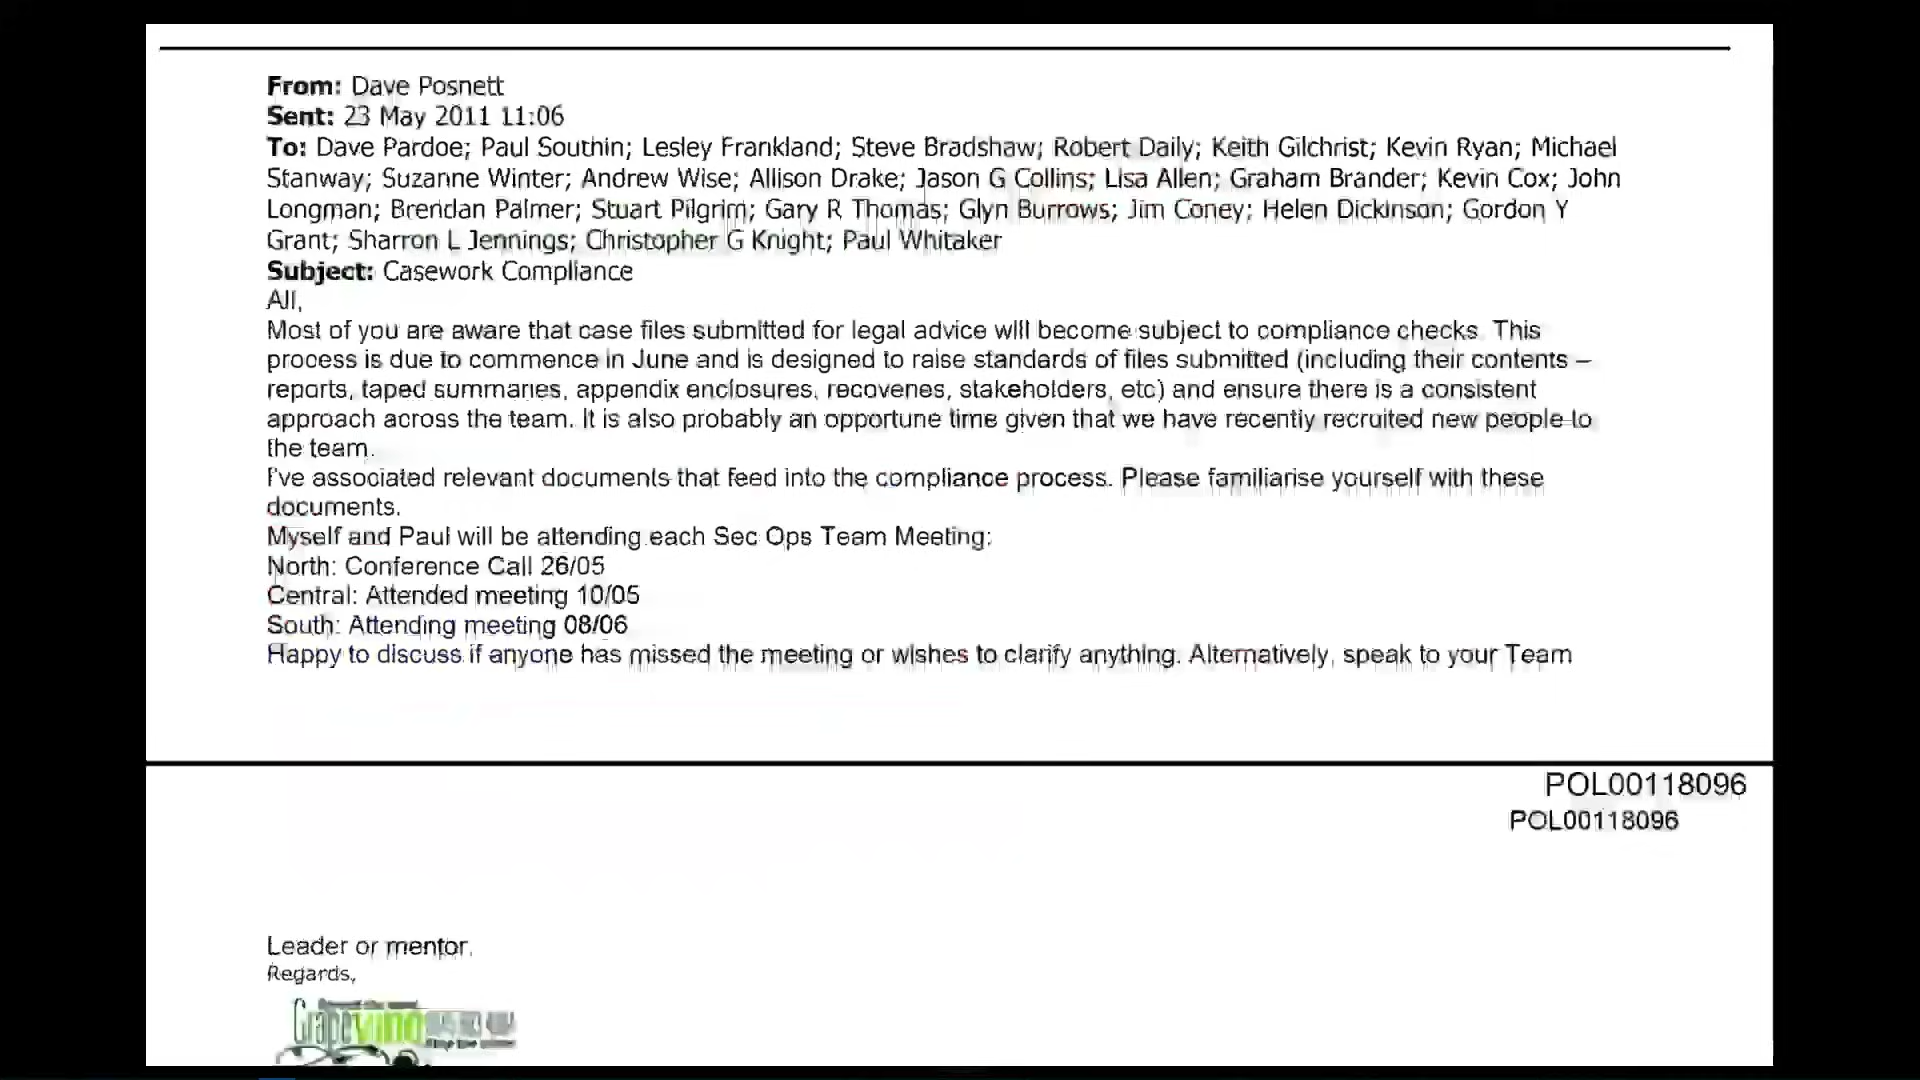 From: Dave Posnett
Sent: 23 May 2011 11:06
To: Dave Pardoe; Paul Southin; Lesley Frankland; Steve Bradshaw; Robert Daily; Keith Gilchrist; Kevin Ryan; Michael
Stanway; Suzanne Winter; Andrew Wise; Allison Drake; Jason G Collins; Lisa Allen; Graham Brander; Kevin Cox; John
Longman; Brendan Palmer; Stuart Pilgrim; Gary R Thomas; Glyn Burrows; Jim Coney; Helen Dickinson; Gordon Y
Grant; Sharron L Jennings; Christopher G Knight; Paul Whitaker
Subject: Casework Compliance
All,
Most of you are aware that case files submitted for legal advice will become subject to compliance checks. This
process is due to commence in June and is designed to raise standards of files submitted (including their contents –
reports, taped summaries, appendix enclosures, recoveries, stakeholders, etc) and ensure there is a consistent
approach across the team. It is also probably an opportune time given that we have recently recruited new people to
the team.
I've associated relevant documents that feed into the compliance process. Please familiarise yourself with these
documents.
Myself and Paul will be attending each Sec Ops Team Meeting:
North: Conference Call 26/05
Central: Attended meeting 10/05
South: Attending meeting 08/06
Happy to discuss if anyone has missed the meeting or wishes to clarify anything. Alternatively, speak to your Team
POL00118096
POL00118096
Leader or mentor.
Regards,
Grapevine